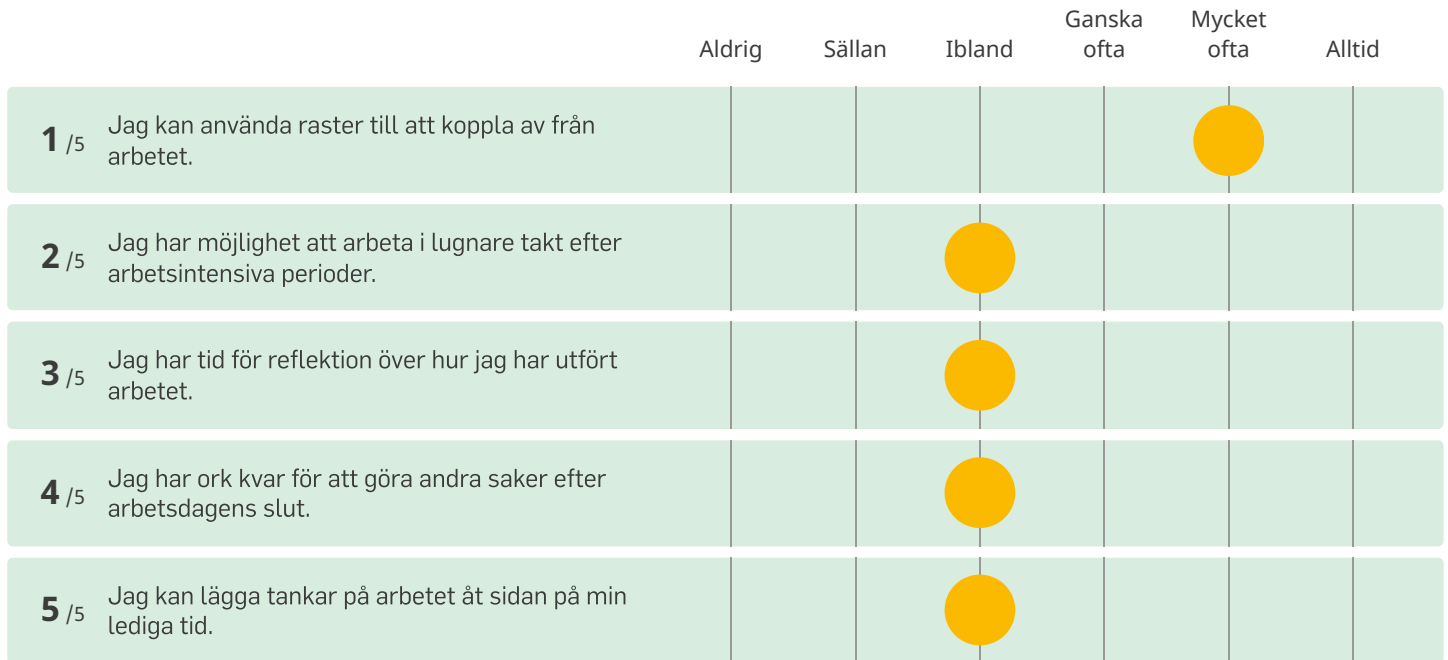 Aldrig Sällan Ibland Ganska ofta Mycket ofta Alltid
1 /5 Jag kan använda raster till att koppla av från
arbetet.
2 /5 Jag har möjlighet att arbeta i lugnare takt efter
arbetsintensiva perioder.
3 /5 Jag har tid för reflektion över hur jag har utfört
arbetet.
4 /5 Jag har ork kvar för att göra andra saker efter
arbetsdagens slut.
5 /5 Jag kan lägga tankar på arbetet åt sidan på min
lediga tid.